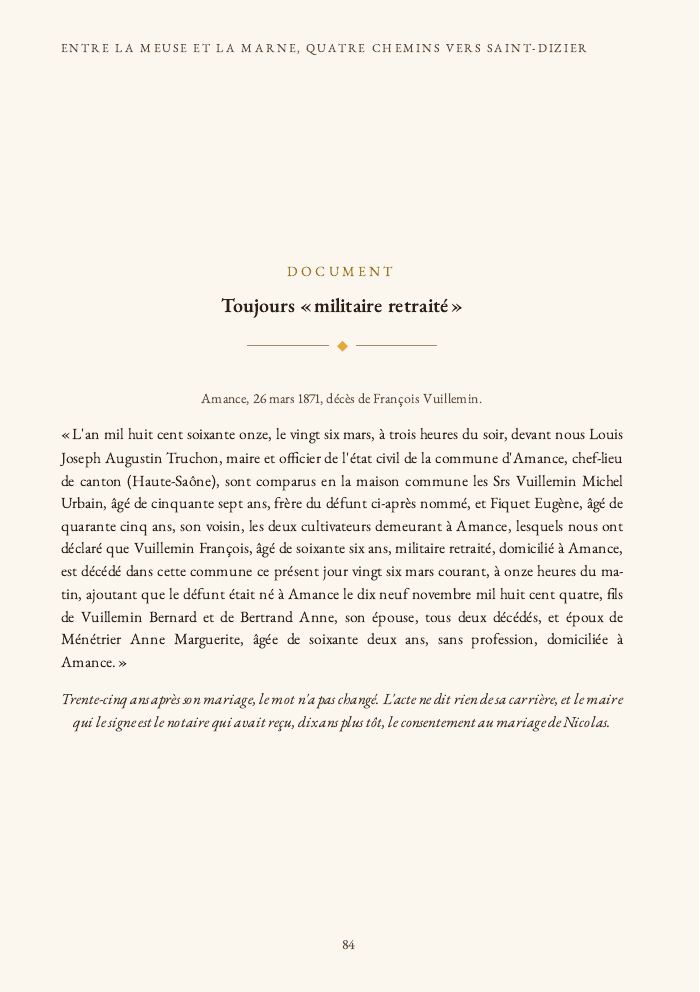 ENTRE LA MEUSE ET LA MARNE, QUATRE CHEMINS VERS SAINT-DIZIER
DOCUMENT
Toujours « militaire retraité »
Amance, 26 mars 1871, décès de François Vuillemin.
« L'an mil huit cent soixante onze, le vingt six mars, à trois heures du soir, devant nous Louis
Joseph Augustin Truchon, maire et officier de l'état civil de la commune d'Amance, chef-lieu
de canton (Haute-Saône), sont comparus en la maison commune les Srs Vuillemin Michel
Urbain, âgé de cinquante sept ans, frère du défunt ci-après nommé, et Fiquet Eugène, âgé de
quarante cinq ans, son voisin, les deux cultivateurs demeurant à Amance, lesquels nous ont
déclaré que Vuillemin François, âgé de soixante six ans, militaire retraité, domicilié à Amance,
est décédé dans cette commune ce présent jour vingt six mars courant, à onze heures du ma-
tin, ajoutant que le défunt était né à Amance le dix neuf novembre mil huit cent quatre, fils
de Vuillemin Bernard et de Bertrand Anne, son épouse, tous deux décédés, et époux de
Ménétrier Anne Marguerite, âgée de soixante deux ans, sans profession, domiciliée à
Amance. »
Trente-cinq ans après son mariage, le mot n'a pas changé. L'acte ne dit rien de sa carrière, et le maire
qui le signe est le notaire qui avait reçu, dix ans plus tôt, le consentement au mariage de Nicolas.
84